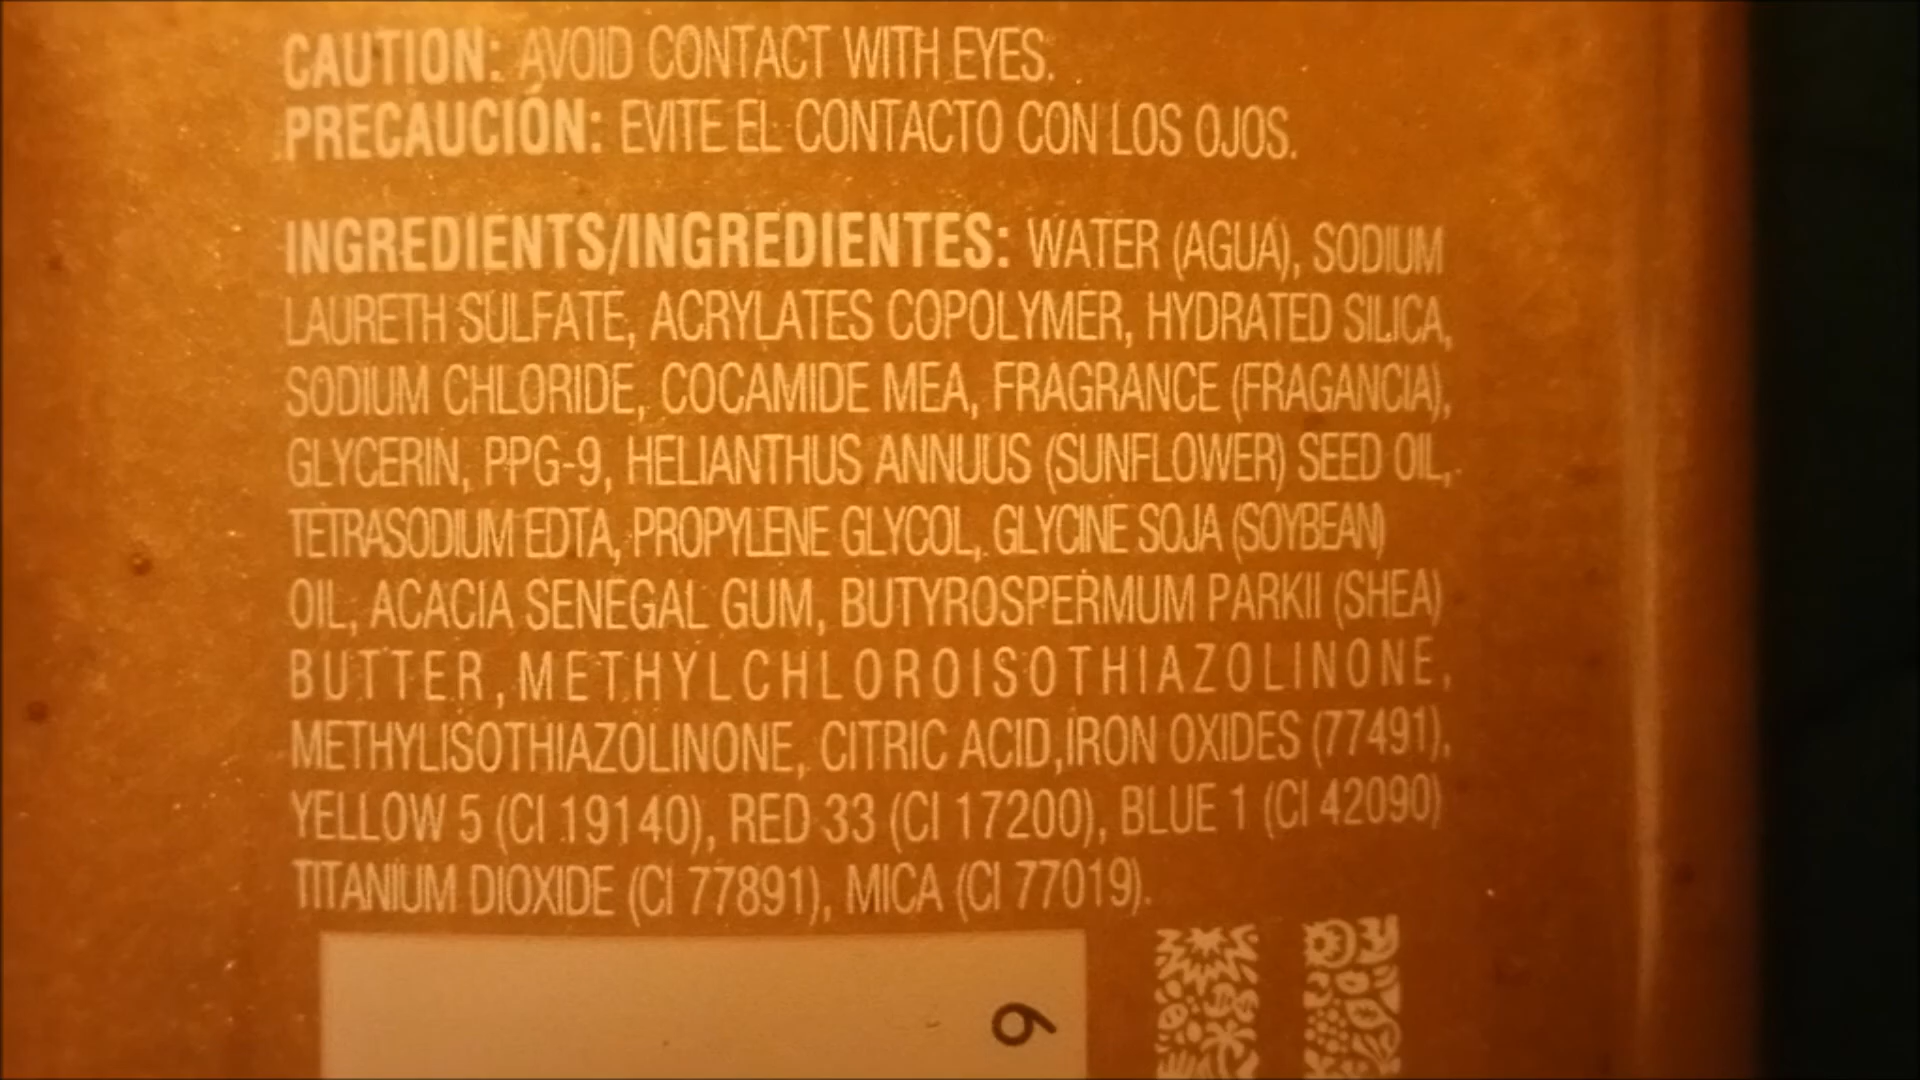 CAUTION: AVOID CONTACT WITH EYES.
PRECAUCIÓN: EVITE EL CONTACTO CON LOS OJOS.
INGREDIENTS/INGREDIENTES: WATER (AGUA), SODIUM
LAURETH SULFATE, ACRYLATES COPOLYMER, HYDRATED SILICA,
SODIUM CHLORIDE, COCAMIDE MEA, FRAGRANCE (FRAGANCIA),
GLYCERIN, PPG-9, HELIANTHUS ANNUUS (SUNFLOWER) SEED OIL,
TETRASODIUM EDTA, PROPYLENE GLYCOL, GLYCINE SOJA (SOYBEAN)
OIL, ACACIA SENEGAL GUM, BUTYROSPERMUM PARKII (SHEA)
BUTTER, METHYLCHLOROISOTHIAZOLINONE,
METHYLISOTHIAZOLINONE, CITRIC ACID,IRON OXIDES (77491),
YELLOW 5 (CI 19140), RED 33 (CI 17200), BLUE 1 (CI 42090)
TITANIUM DIOXIDE (CI 77891), MICA (CI 77019).
9